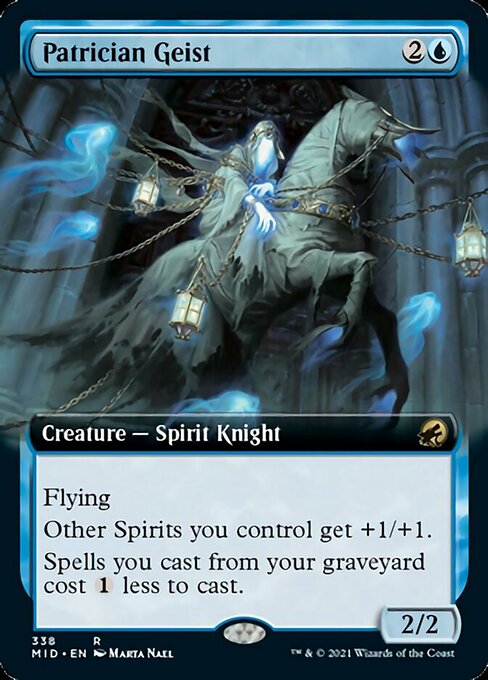 Patrician Geist 2
Creature — Spirit Knight
Flying
Other Spirits you control get +1/+1.
Spells you cast from your graveyard
cost 1 less to cast.
2/2
338 R
MID • EN Marta Nael ™ & © 2021 Wizards of the Coast